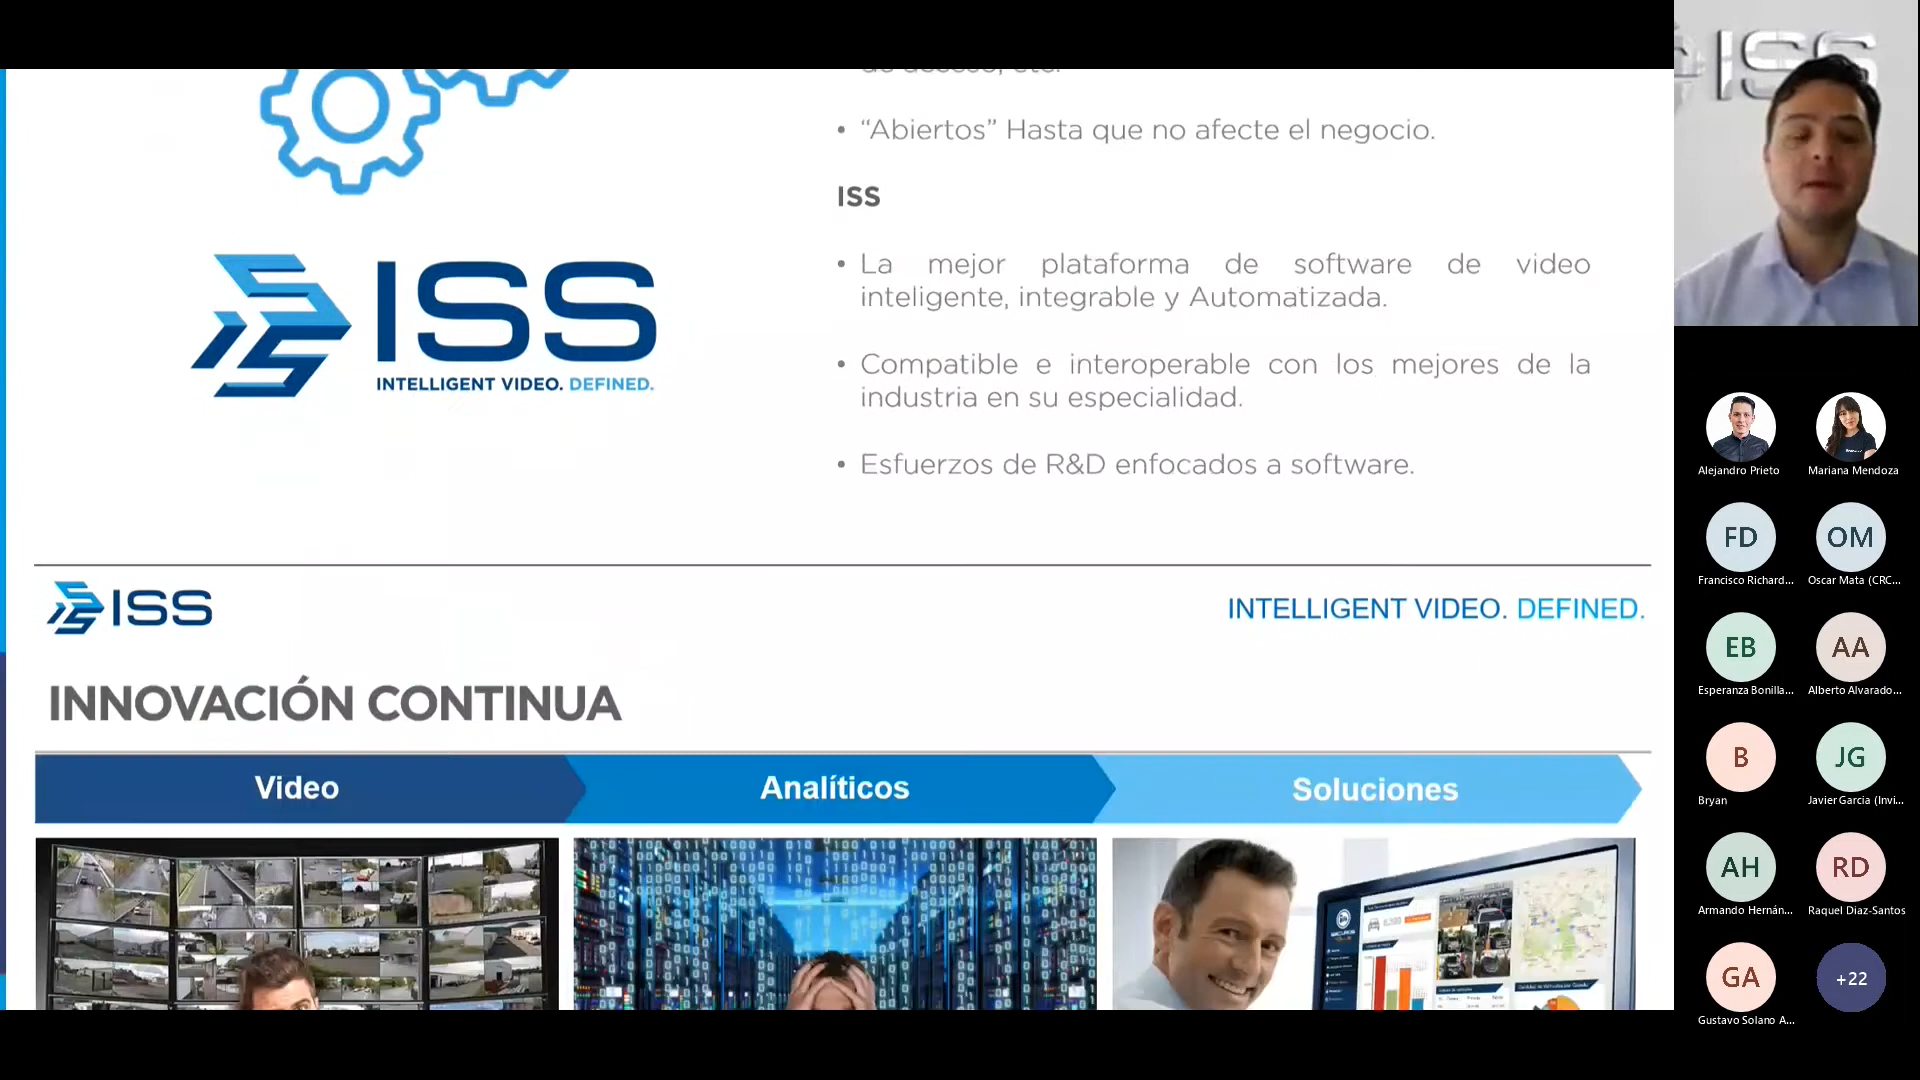 de acceso, etc.
• “Abiertos” Hasta que no afecte el negocio.
ISS
• La mejor plataforma de software de video
inteligente, integrable y Automatizada.
• Compatible e interoperable con los mejores de la
industria en su especialidad.
• Esfuerzos de R&D enfocados a software.
ISS
INTELLIGENT VIDEO. DEFINED.
ISS
INTELLIGENT VIDEO. DEFINED.
INNOVACIÓN CONTINUA
Video
Analíticos
Soluciones
ISS
Alejandro Prieto
Mariana Mendoza
FD
Francisco Richard...
OM
Oscar Mata (CRC...
EB
Esperanza Bonilla...
AA
Alberto Alvarado...
B
Bryan
JG
Javier Garcia (Invi...
AH
Armando Hernán...
RD
Raquel Diaz-Santos
GA
Gustavo Solano A...
+22